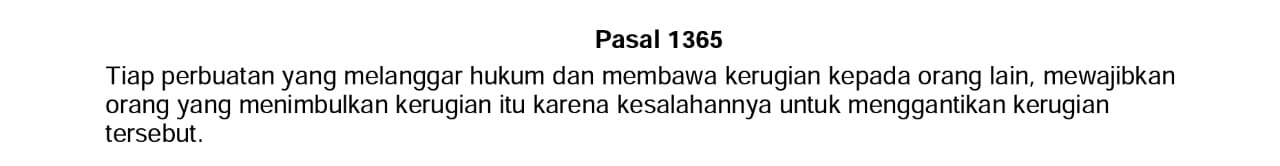 Pasal 1365
Tiap perbuatan yang melanggar hukum dan membawa kerugian kepada orang lain, mewajibkan
orang yang menimbulkan kerugian itu karena kesalahannya untuk menggantikan kerugian
tersebut.